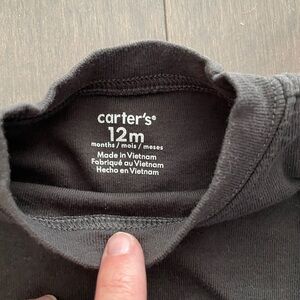 carter's®
12m
months / mois / meses
Made in Vietnam
Fabriqué au Vietnam
Hecho en Vietnam